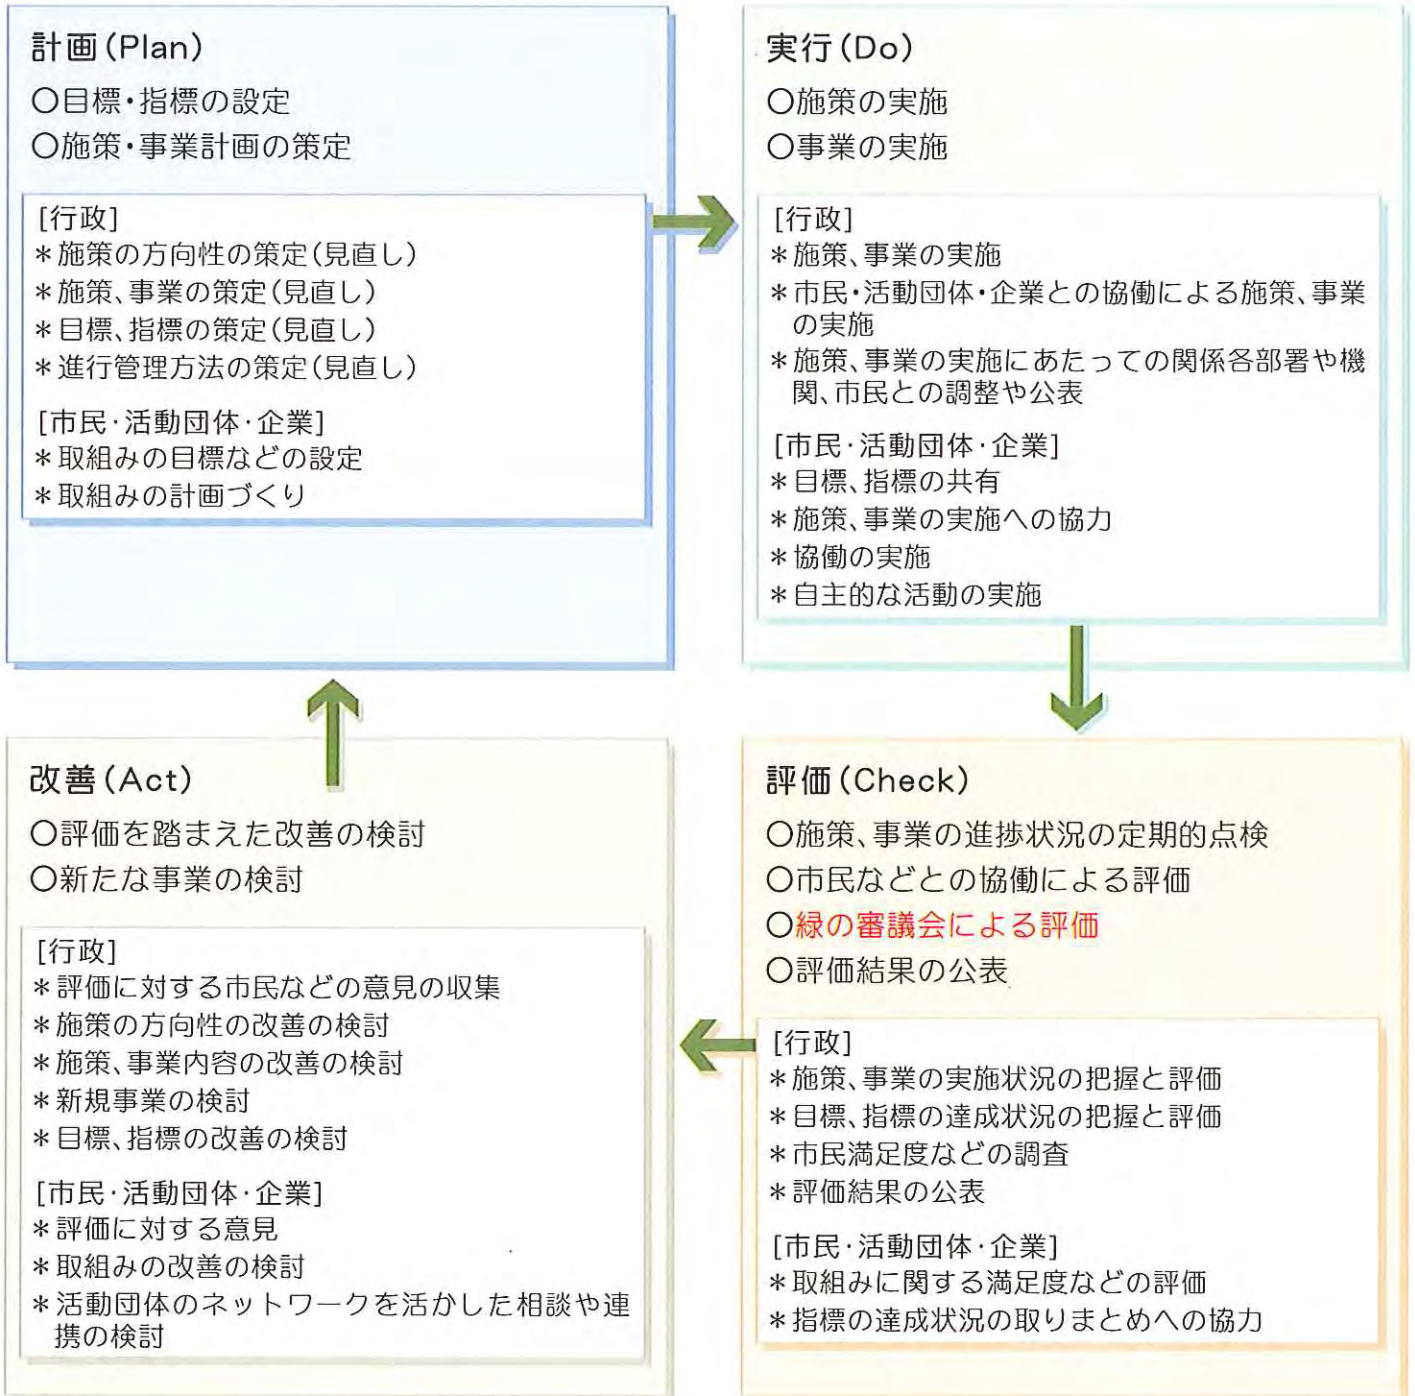 計画(Plan)
○目標・指標の設定
○施策・事業計画の策定
[行政]
*施策の方向性の策定(見直し)
*施策、事業の策定(見直し)
*目標、指標の策定(見直し)
*進行管理方法の策定(見直し)
[市民・活動団体・企業]
*取組みの目標などの設定
*取組みの計画づくり
実行(Do)
○施策の実施
○事業の実施
[行政]
*施策、事業の実施
*市民・活動団体・企業との協働による施策、事業
の実施
*施策、事業の実施にあたっての関係各部署や機
関、市民との調整や公表
[市民・活動団体・企業]
*目標、指標の共有
*施策、事業の実施への協力
*協働の実施
*自主的な活動の実施
改善(Act)
○評価を踏まえた改善の検討
○新たな事業の検討
[行政]
*評価に対する市民などの意見の収集
*施策の方向性の改善の検討
*施策、事業内容の改善の検討
*新規事業の検討
*目標、指標の改善の検討
[市民・活動団体・企業]
*評価に対する意見
*取組みの改善の検討
*活動団体のネットワークを活かした相談や連
携の検討
評価(Check)
○施策、事業の進捗状況の定期的点検
○市民などとの協働による評価
○緑の審議会による評価
○評価結果の公表
[行政]
*施策、事業の実施状況の把握と評価
*目標、指標の達成状況の把握と評価
*市民満足度などの調査
*評価結果の公表
[市民・活動団体・企業]
*取組みに関する満足度などの評価
*指標の達成状況の取りまとめへの協力